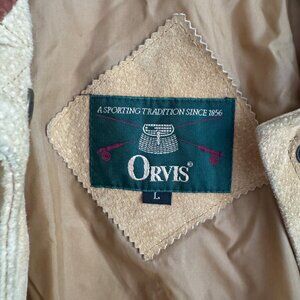 A SPORTING TRADITION SINCE 1856
ORVIS®
L